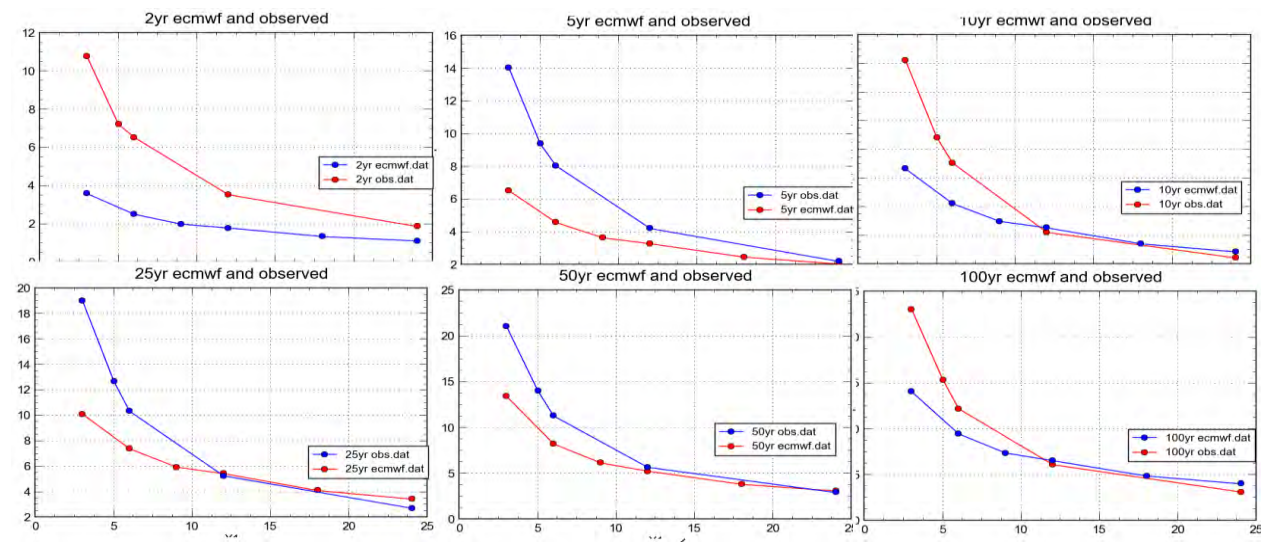 2yr ecmwf and observed
12
10
8
6
4
2
0
2yr ecmwf.dat
2yr obs.dat
5yr ecmwf and observed
16
14
12
10
8
6
4
2
5yr obs.dat
5yr ecmwf.dat
10yr ecmwf and observed
10yr ecmwf.dat
10yr obs.dat
25yr ecmwf and observed
20
18
16
14
12
10
8
6
4
2
0 5 10 15 20 25
25yr obs.dat
25yr ecmwf.dat
50yr ecmwf and observed
25
20
15
10
5
0
0 5 10 15 20 25
50yr obs.dat
50yr ecmwf.dat
100yr ecmwf and observed
0 5 10 15 20 25
100yr ecmwf.dat
100yr obs.dat